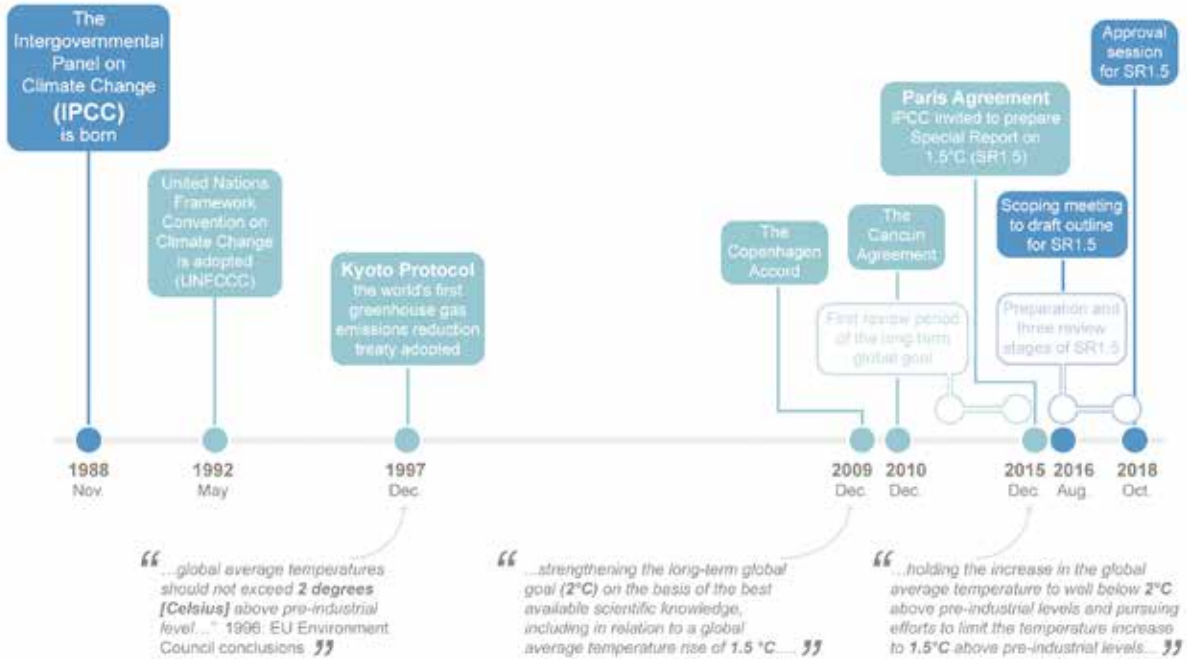 The
Intergovernmental
Panel on
Climate Change
(IPCC)
is born
United Nations
Framework
Convention on
Climate Change
is adopted
(UNFCCC)
Kyoto Protocol
the world's first
greenhouse gas
emissions reduction
treaty adopted
The
Copenhagen
Accord
The
Cancun
Agreement
First review period
of the long term
global goal
Paris Agreement
IPCC invited to prepare
Special Report on
1.5°C (SR1.5)
Scoping meeting
to draft outline
for SR1.5
Preparation and
three review
stages of SR1.5
Approval
session
for SR1.5
1988
Nov.
1992
May
1997
Dec.
2009
Dec.
2010
Dec.
2015
Dec.
2016
Aug.
2018
Oct.
“ ...global average temperatures
should not exceed 2 degrees
[Celsius] above pre-industrial
level...” 1996: EU Environment
Council conclusions ”
“ ...strengthening the long-term global
goal (2°C) on the basis of the best
available scientific knowledge,
including in relation to a global
average temperature rise of 1.5 °C.... ”
“ ...holding the increase in the global
average temperature to well below 2°C
above pre-industrial levels and pursuing
efforts to limit the temperature increase
to 1.5°C above pre-industrial levels... ”